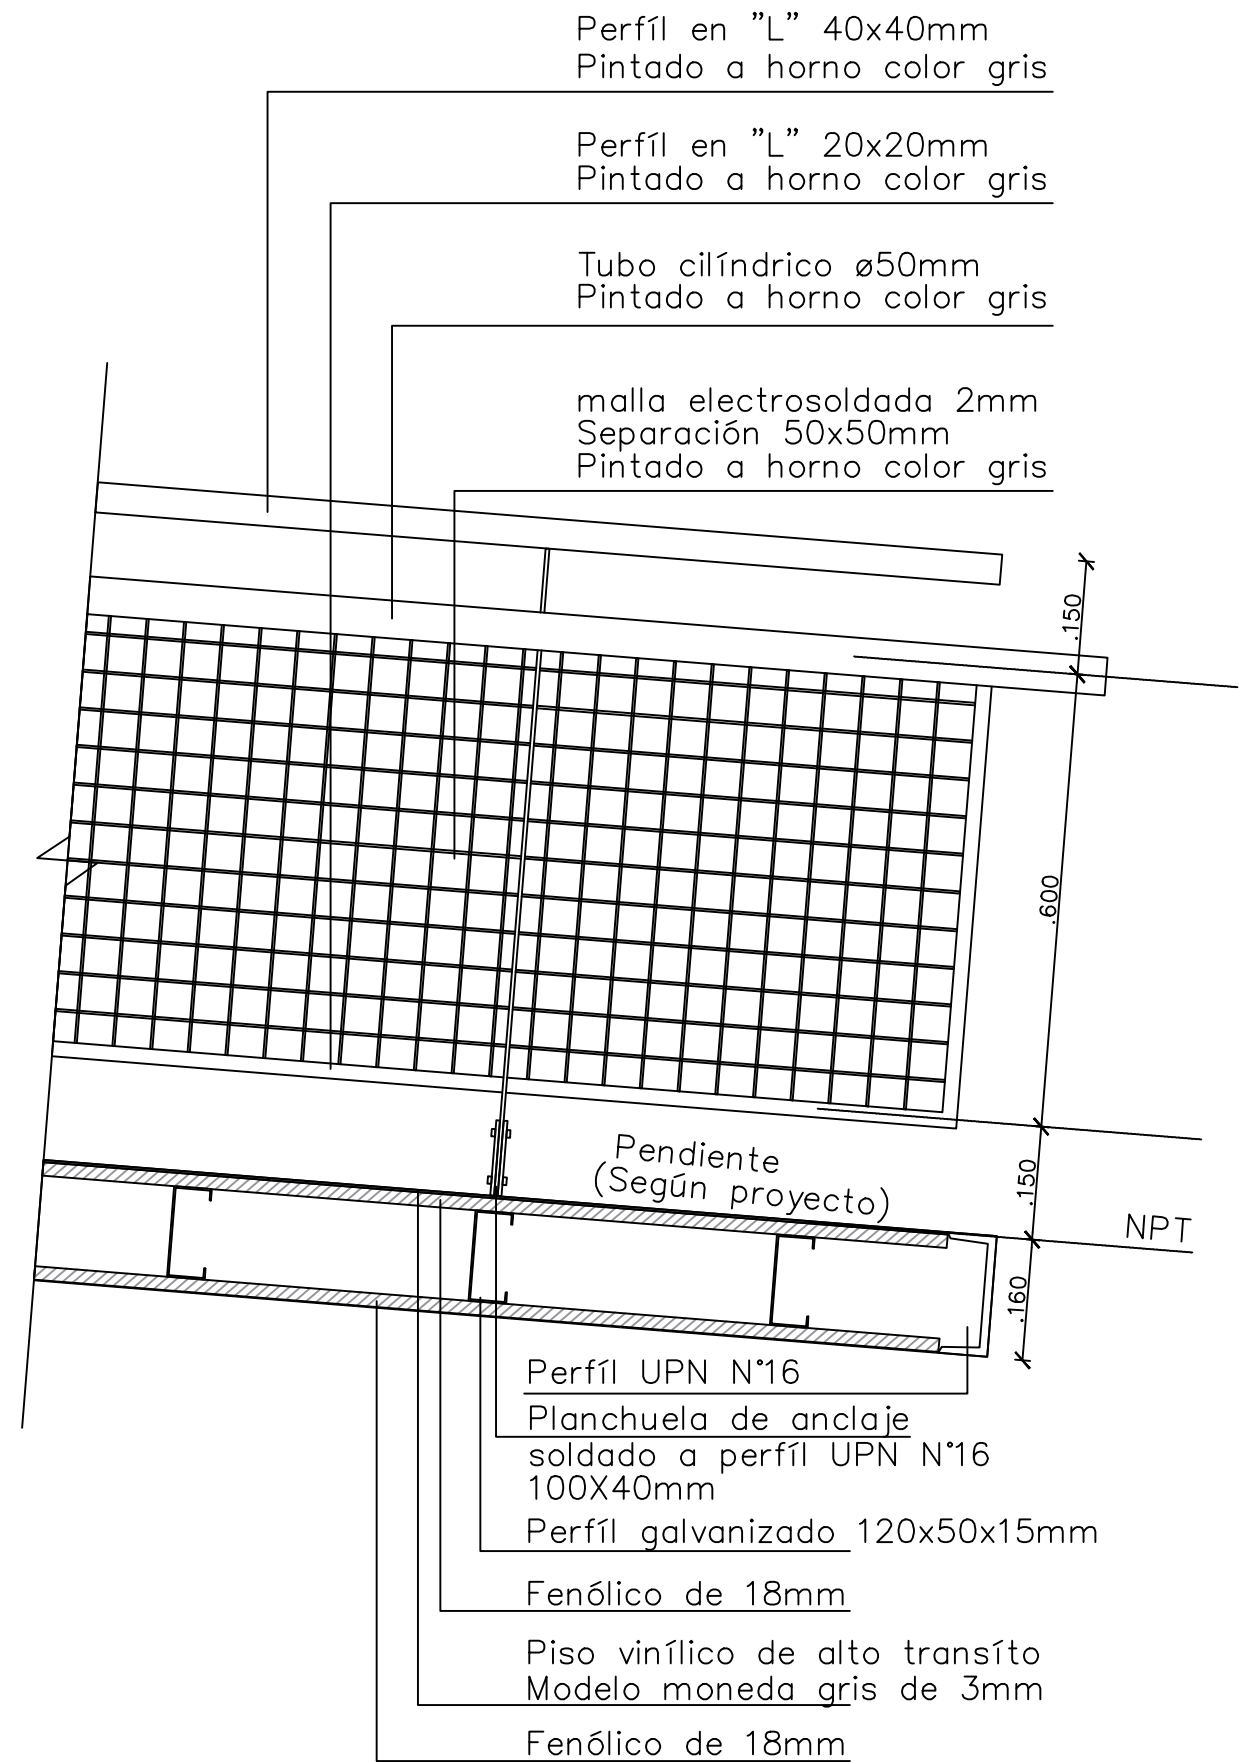 Perfíl en ”L” 40x40mm
Pintado a horno color gris
Perfíl en ”L” 20x20mm
Pintado a horno color gris
Tubo cilíndrico ø50mm
Pintado a horno color gris
malla electrosoldada 2mm
Separación 50x50mm
Pintado a horno color gris
.150
.600
.150
Pendiente
(Según proyecto)
NPT
.160
Perfíl UPN N°16
Planchuela de anclaje
soldado a perfíl UPN N°16
100X40mm
Perfíl galvanizado 120x50x15mm
Fenólico de 18mm
Piso vinílico de alto transíto
Modelo moneda gris de 3mm
Fenólico de 18mm